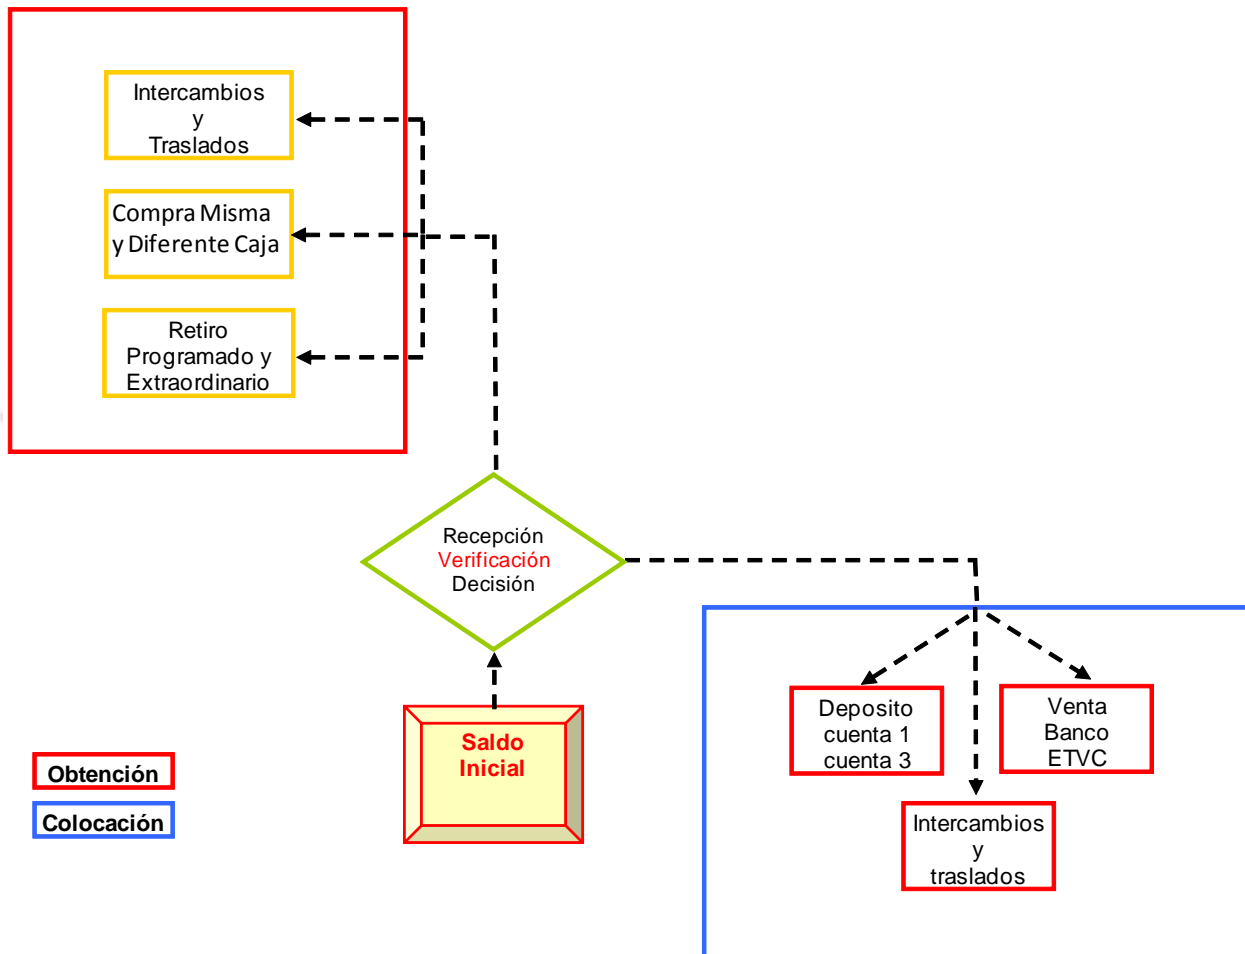 Intercambios
y
Traslados
Compra Misma
y Diferente Caja
Retiro
Programado y
Extraordinario
Recepción
Verificación
Decisión
Saldo
Inicial
Obtención
Colocación
Deposito
cuenta 1
cuenta 3
Venta
Banco
ETVC
Intercambios
y
traslados